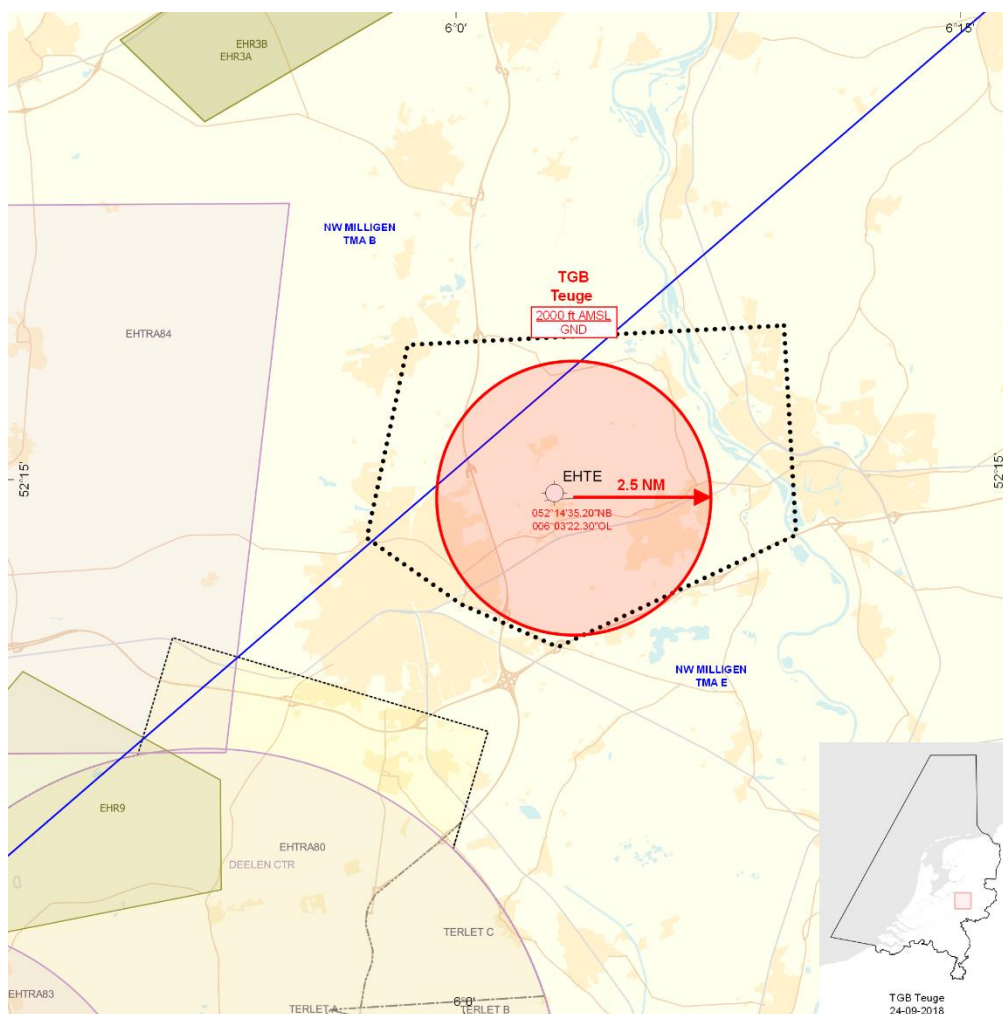 6°0'
6°15'
EHR3B
EHR3A
NW MILLIGEN
TMA B
TGB
Teuge
2000 ft AMSL
GND
EHTRA84
52°15'
52°15'
EHTE
2.5 NM
052°14'35.20"NB
006°03'22.30"OL
NW MILLIGEN
TMA E
EHR9
EHTRA80
DEELEN CTR
D
TERLET C
EHTRA83
TERLET A
6°0'
TERLET B
TGB Teuge
24-09-2018